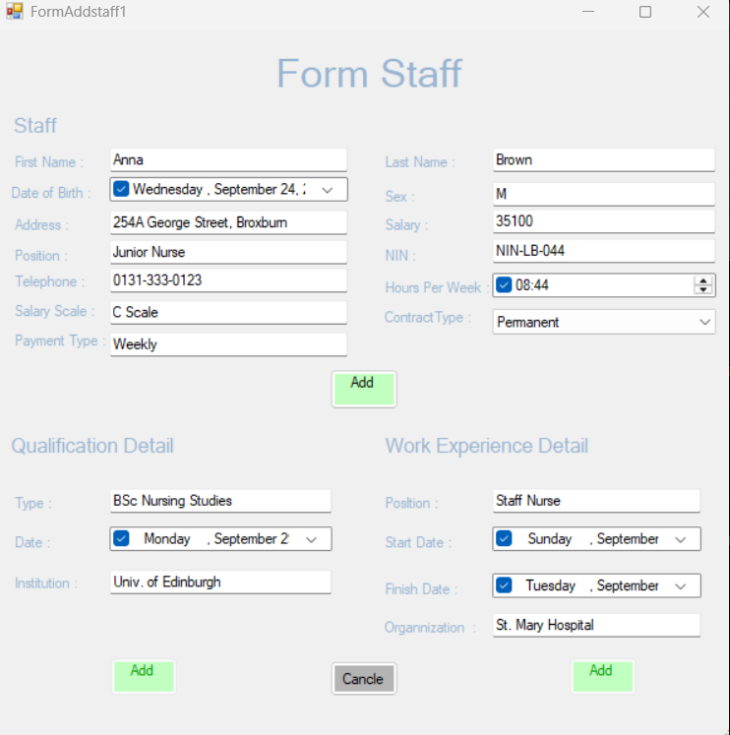 FormAddstaff1
Form Staff
Staff
First Name : Anna
Last Name : Brown
Date of Birth : Wednesday , September 24,
Sex : M
Address : 254A George Street, Broxburn
Salary : 35100
Position : Junior Nurse
NIN : NIN-LB-044
Telephone : 0131-333-0123
Hours Per Week : 08:44
Salary Scale : C Scale
ContractType : Permanent
Payment Type : Weekly
Add
Qualification Detail
Work Experience Detail
Type : BSc Nursing Studies
Position : Staff Nurse
Date : Monday , September 2
Start Date : Sunday , September
Institution : Univ. of Edinburgh
Finish Date : Tuesday , September
Organnization : St. Mary Hospital
Add
Cancle
Add